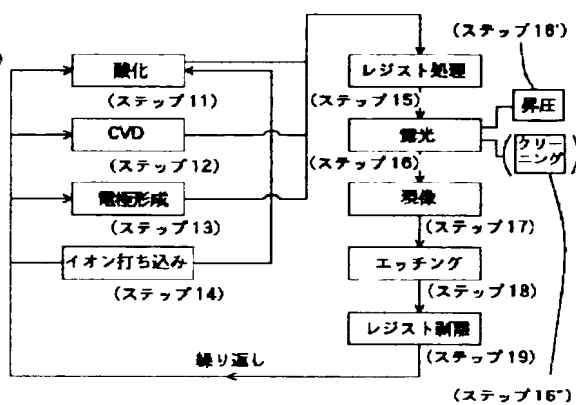 酸化
(ステップ11)
CVD
(ステップ12)
電極形成
(ステップ13)
イオン打ち込み
(ステップ14)
繰り返し
レジスト処理
(ステップ15)
露光
(ステップ16)
現像
(ステップ17)
エッチング
(ステップ18)
レジスト剥離
(ステップ19)
(ステップ16')
昇圧
(クリー
ニング)
(ステップ16")